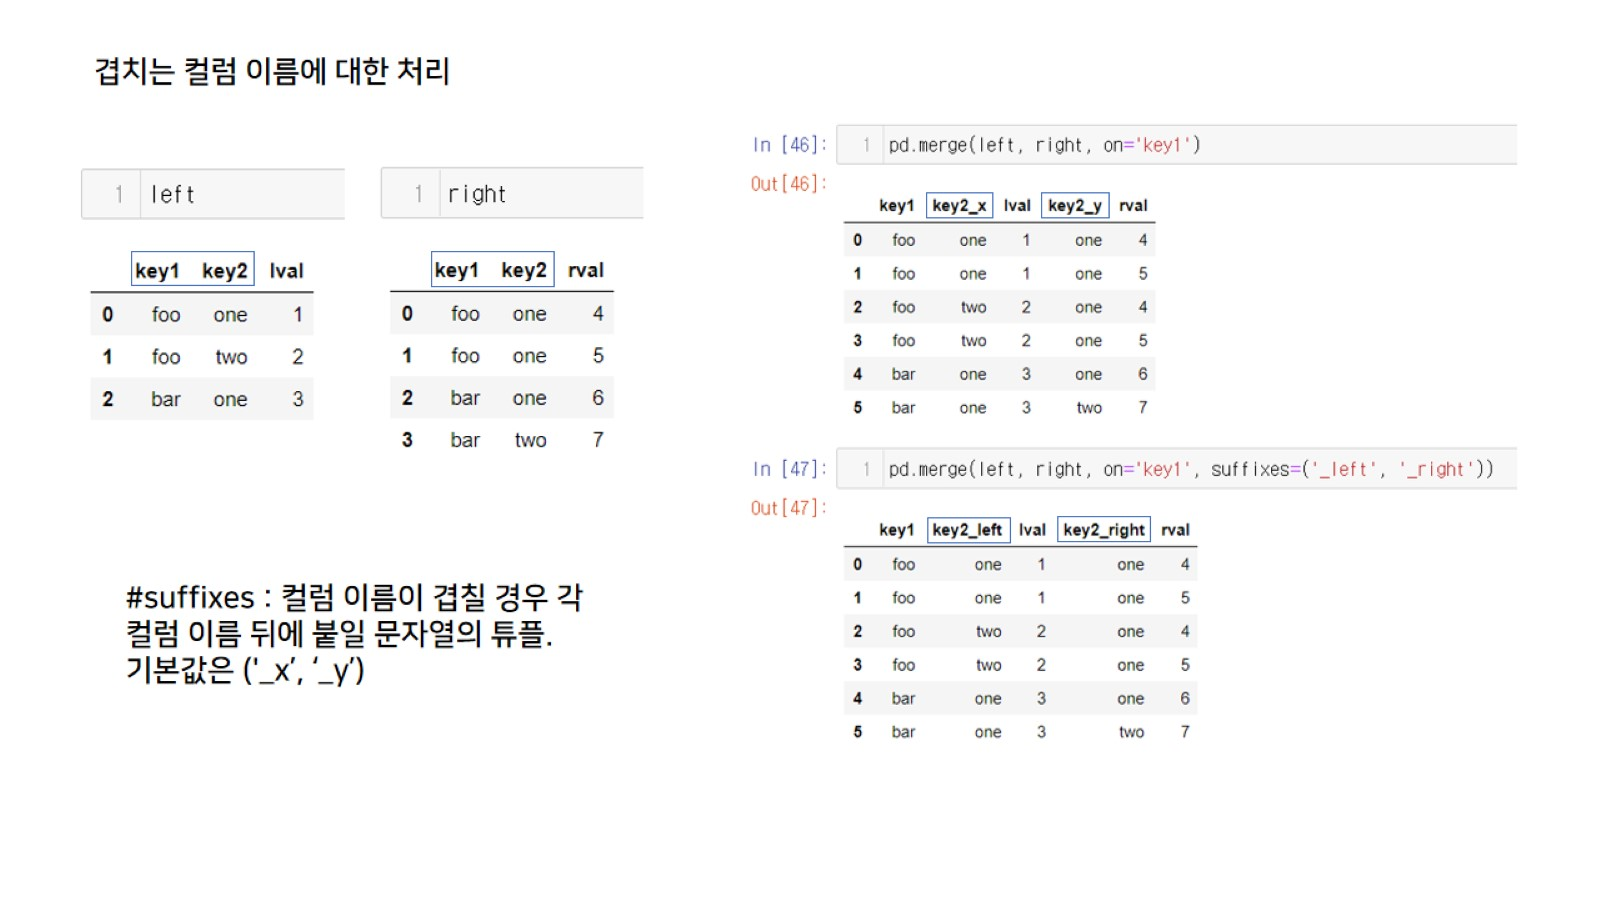 겹치는 컬럼 이름에 대한 처리
1 left
key1 key2 lval
0 foo one 1
1 foo two 2
2 bar one 3
1 right
key1 key2 rval
0 foo one 4
1 foo one 5
2 bar one 6
3 bar two 7
#suffixes : 컬럼 이름이 겹칠 경우 각
컬럼 이름 뒤에 붙일 문자열의 튜플.
기본값은 ('_x’, ‘_y’)
In [46]: 1 pd.merge(left, right, on='key1')
Out[46]:
key1 key2_x lval key2_y rval
0 foo one 1 one 4
1 foo one 1 one 5
2 foo two 2 one 4
3 foo two 2 one 5
4 bar one 3 one 6
5 bar one 3 two 7
In [47]: 1 pd.merge(left, right, on='key1', suffixes=('_left', '_right'))
Out[47]:
key1 key2_left lval key2_right rval
0 foo one 1 one 4
1 foo one 1 one 5
2 foo two 2 one 4
3 foo two 2 one 5
4 bar one 3 one 6
5 bar one 3 two 7